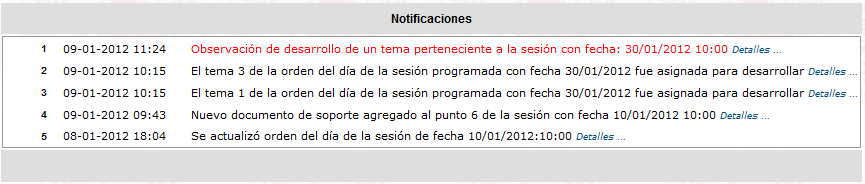 Notificaciones
1 09-01-2012 11:24 Observación de desarrollo de un tema perteneciente a la sesión con fecha: 30/01/2012 10:00 Detalles ...
2 09-01-2012 10:15 El tema 3 de la orden del día de la sesión programada con fecha 30/01/2012 fue asignada para desarrollar Detalles ...
3 09-01-2012 10:15 El tema 1 de la orden del día de la sesión programada con fecha 30/01/2012 fue asignada para desarrollar Detalles ...
4 09-01-2012 09:43 Nuevo documento de soporte agregado al punto 6 de la sesión con fecha 10/01/2012 10:00 Detalles ...
5 08-01-2012 18:04 Se actualizó orden del día de la sesión de fecha 10/01/2012:10:00 Detalles ...